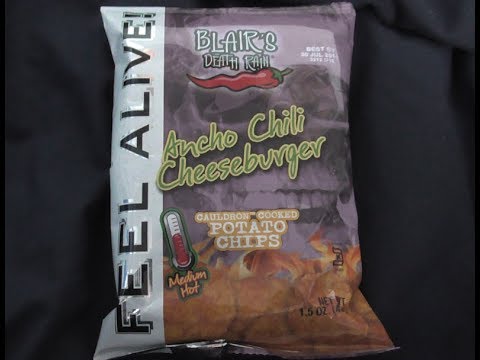 FEEL ALIVE!
BLAIR'S
DEATH RAIN
BEST BY
Ancho Chili
Cheeseburger
CAULDRON COOKED
POTATO
CHIPS
Medium
Hot
NET WT
1.5 OZ